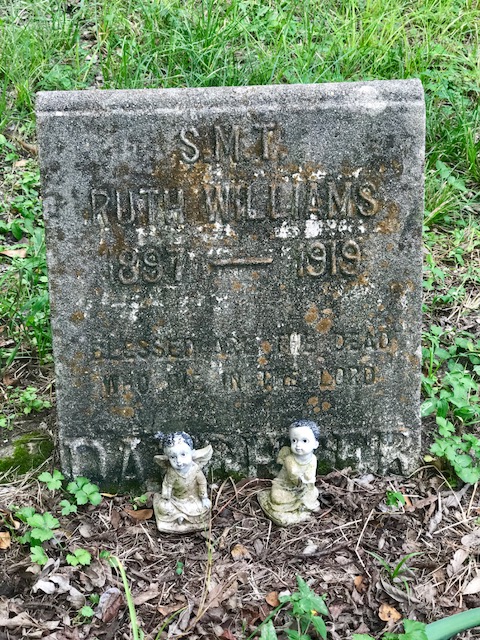 S.M.T.
RUTH WILLIAMS
1897 — 1919
BLESSED ARE THE DEAD
WHO DIE IN THE LORD
DAUGHTER